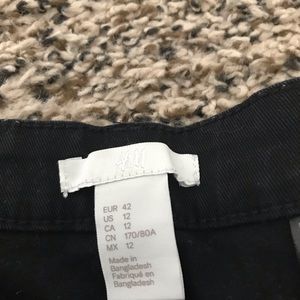 H&M
EUR 42
US 12
CA 12
CN 170/80A
MX 12
Made in
Bangladesh
Fabriqué en
Bangladesh